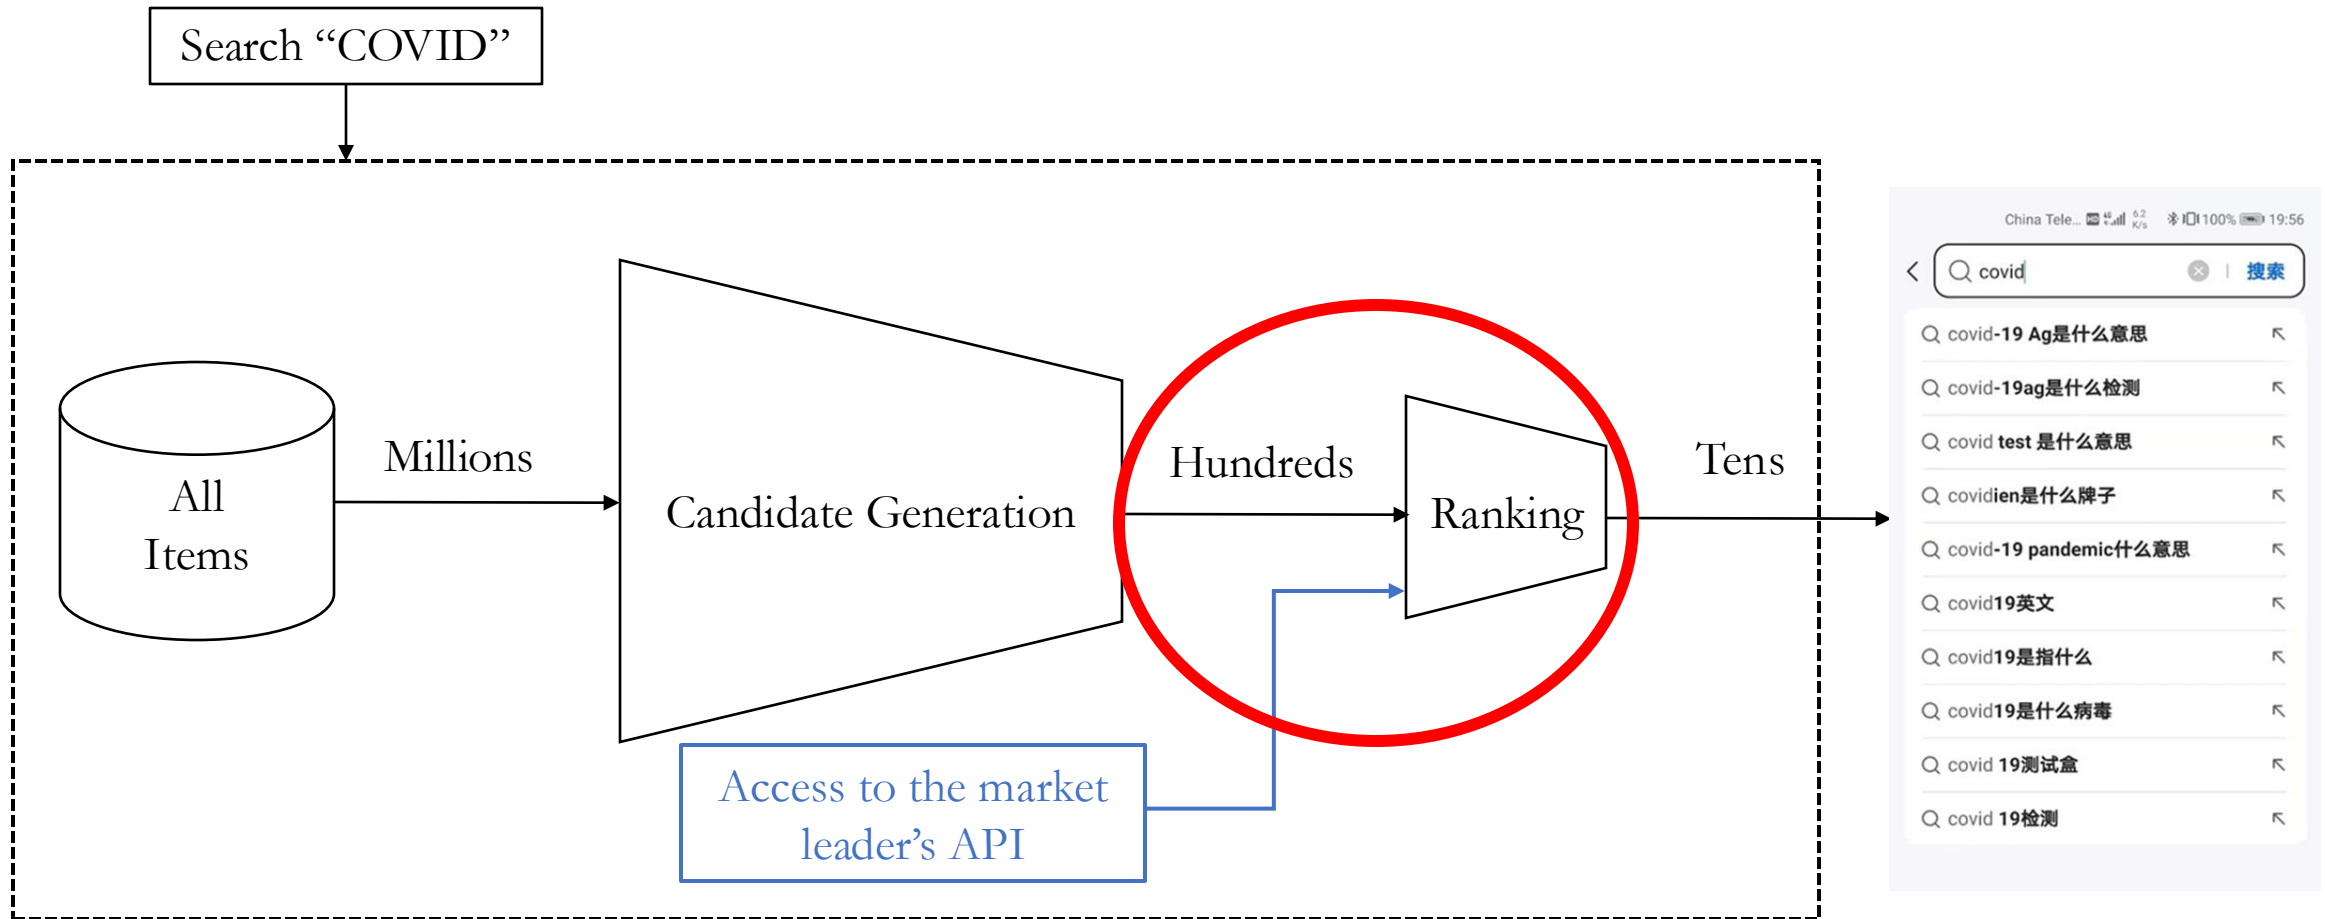 Search “COVID”
All
Items
Millions
Candidate Generation
Hundreds
Ranking
Tens
Access to the market
leader’s API
China Tele... HD 4G 6.2 K/s 100% 19:56
covid 搜索
covid-19 Ag是什么意思
covid-19ag是什么检测
covid test 是什么意思
covidien是什么牌子
covid-19 pandemic什么意思
covid19英文
covid19是指什么
covid19是什么病毒
covid 19测试盒
covid 19检测